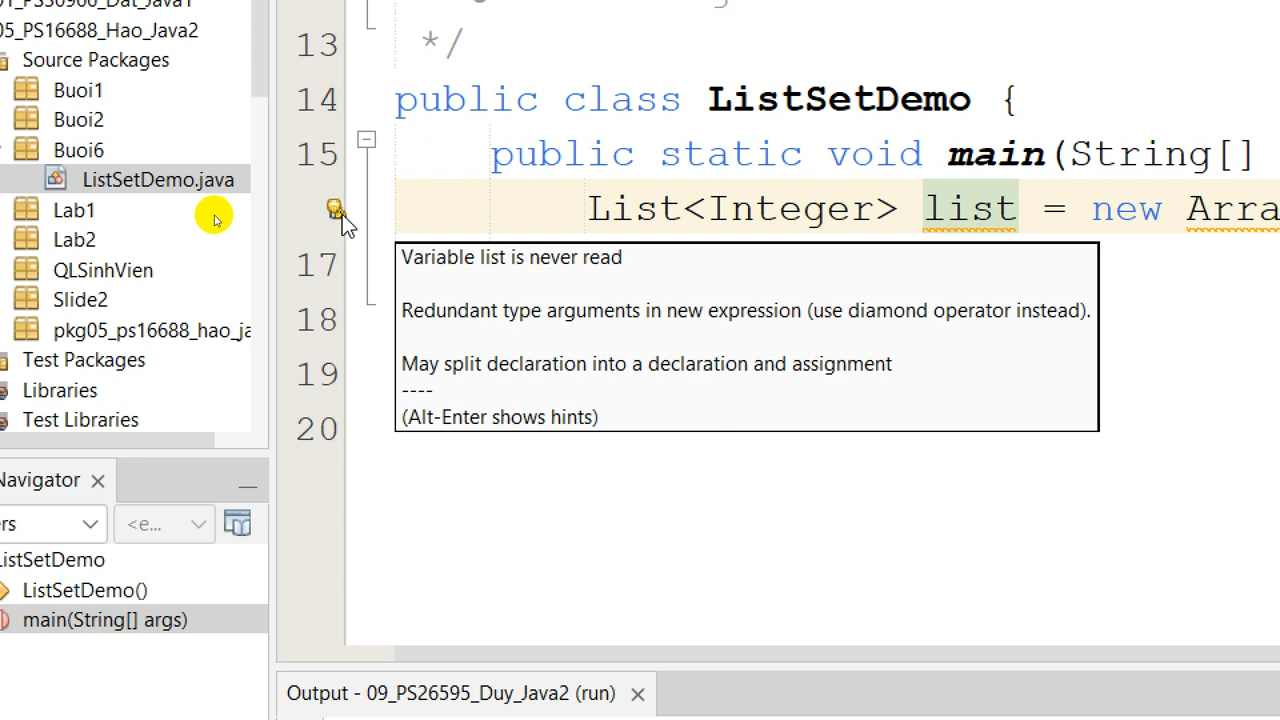 05_PS16688_Hao_Java2
Source Packages
Buoi1
Buoi2
Buoi6
ListSetDemo.java
Lab1
Lab2
QLSinhVien
Slide2
pkg05_ps16688_hao_ja
Test Packages
Libraries
Test Libraries
Navigator
ers
<e...
ListSetDemo
ListSetDemo()
main(String[] args)
13 */
14 public class ListSetDemo {
15 public static void main(String[]
List<Integer> list = new Arra
17
18
19
20
Variable list is never read
Redundant type arguments in new expression (use diamond operator instead).
May split declaration into a declaration and assignment
----
(Alt-Enter shows hints)
Output - 09_PS26595_Duy_Java2 (run)